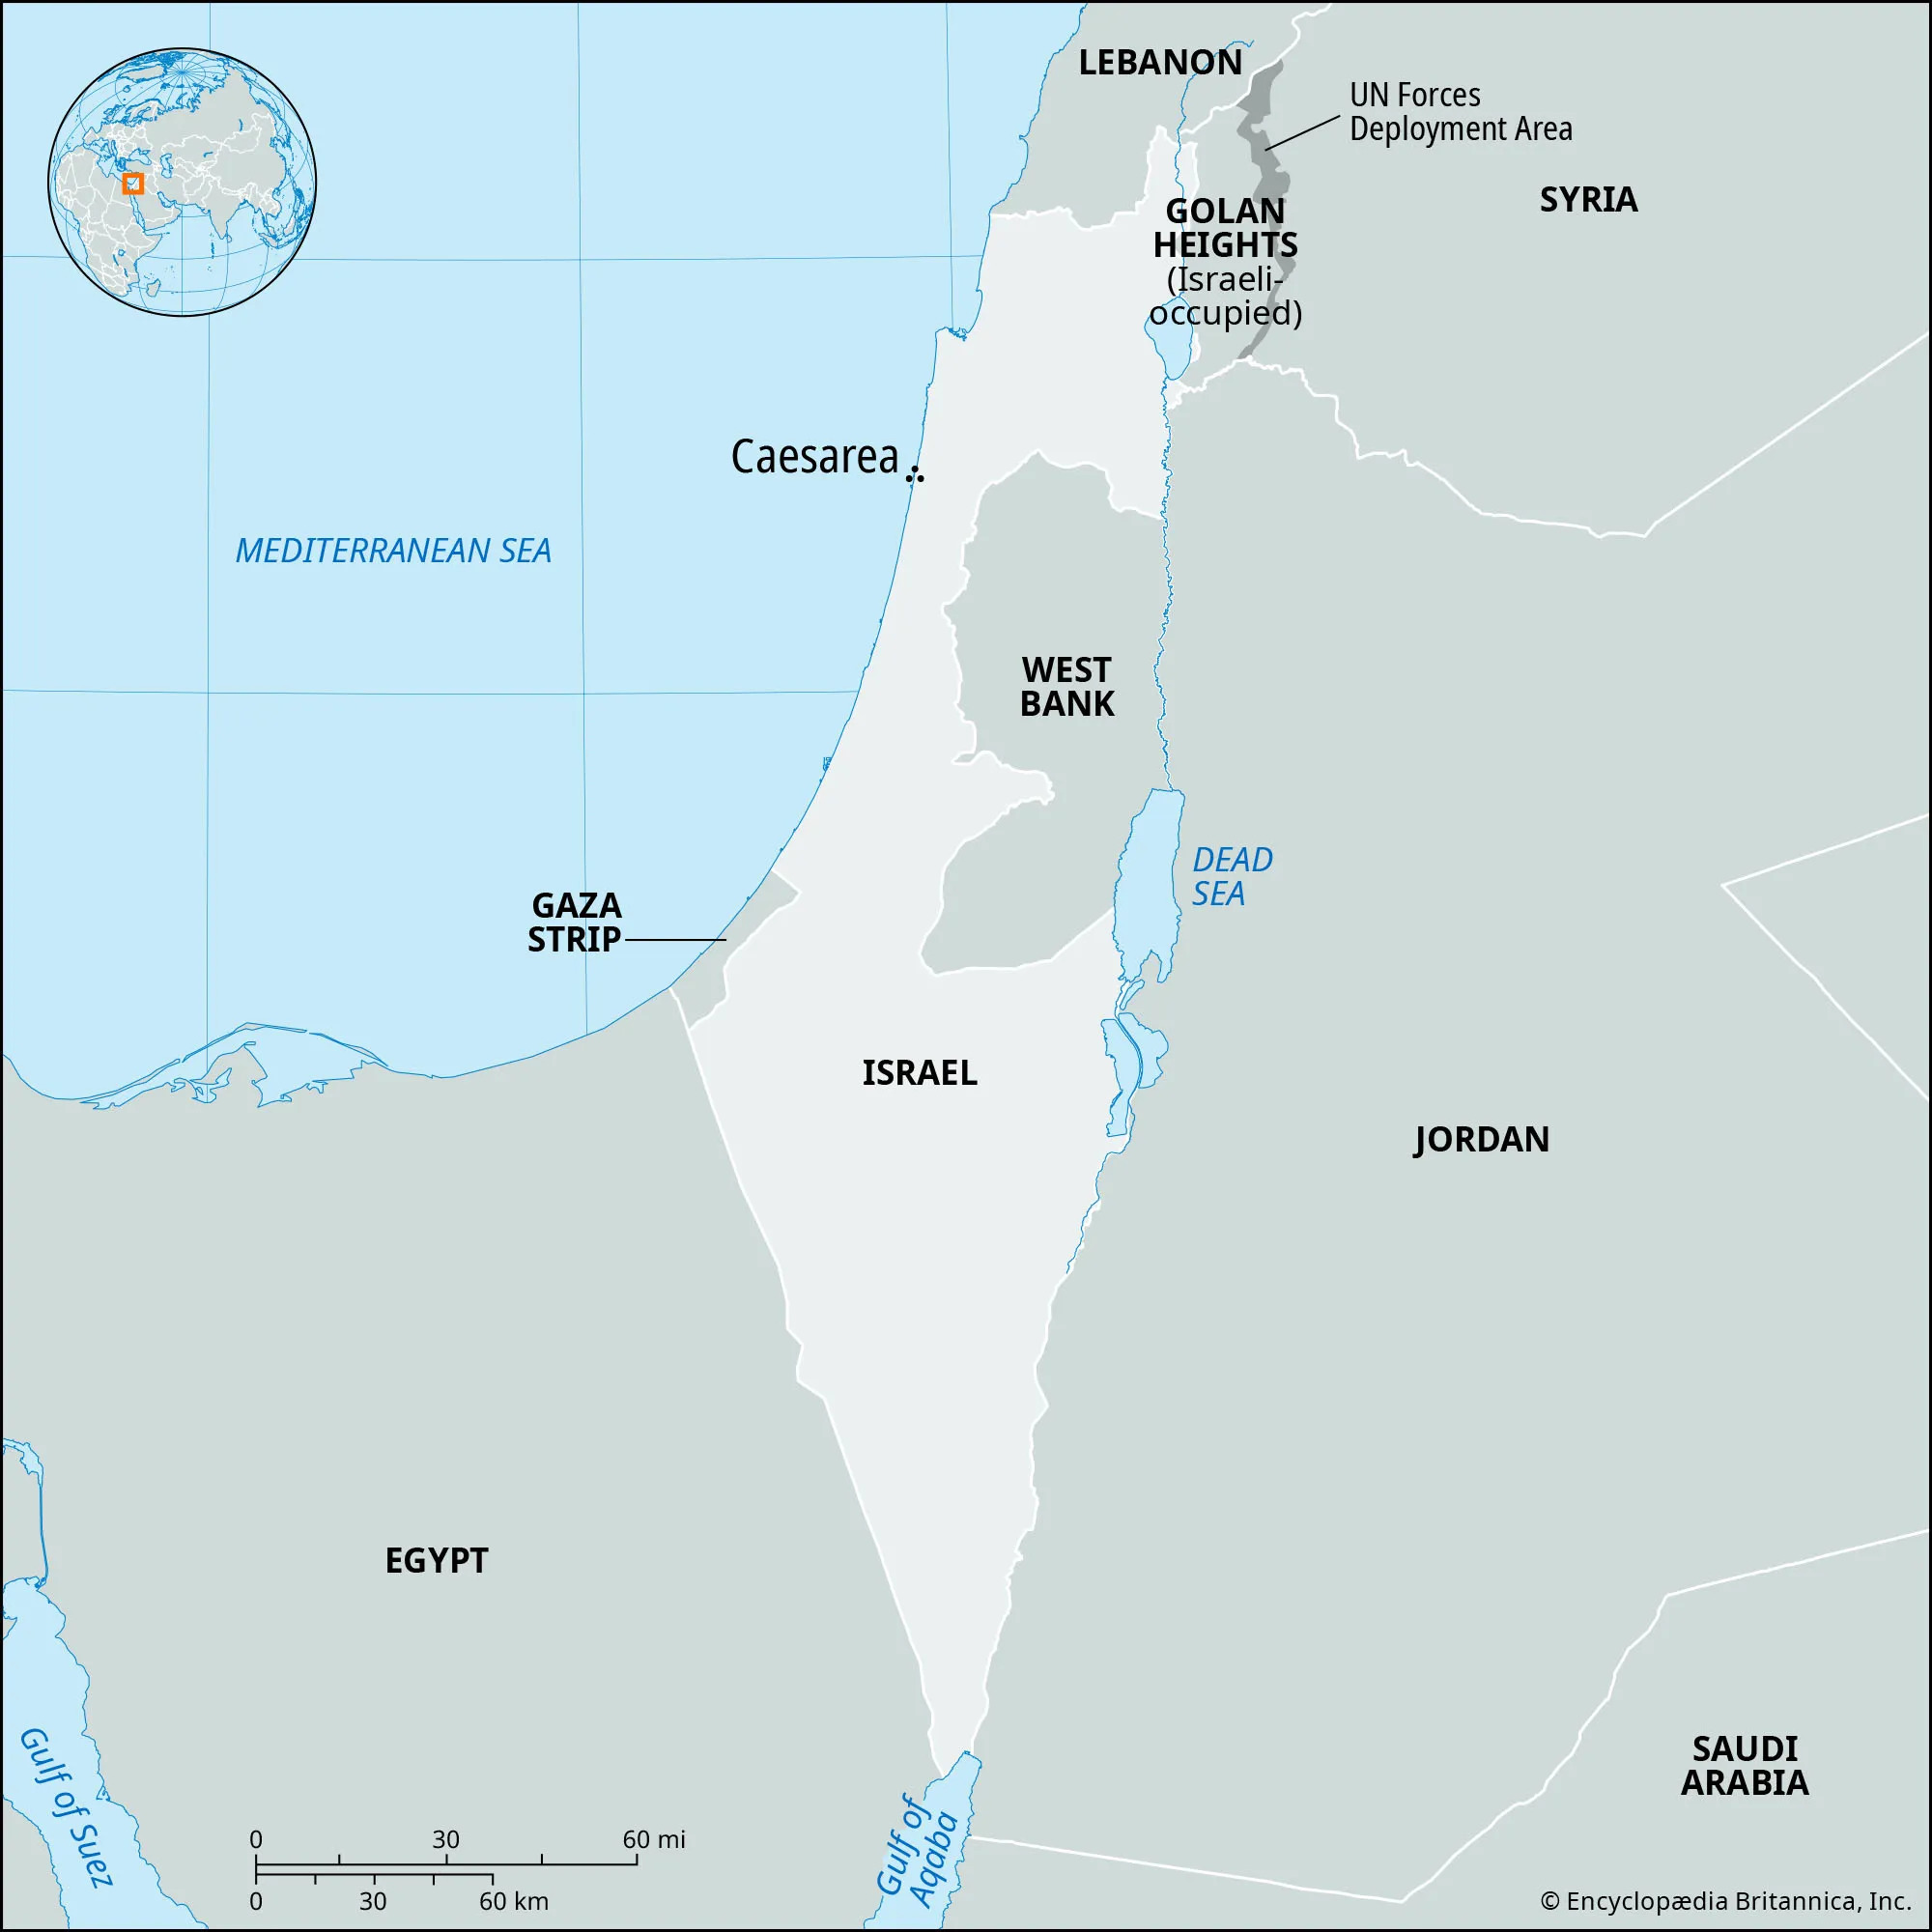 LEBANON
UN Forces
Deployment Area
SYRIA
GOLAN
HEIGHTS
(Israeli-
occupied)
Caesarea
MEDITERRANEAN SEA
WEST
BANK
DEAD
SEA
GAZA
STRIP
ISRAEL
JORDAN
EGYPT
SAUDI
ARABIA
Gulf of Suez
Gulf of
Aqaba
0 30 60 mi
0 30 60 km
© Encyclopædia Britannica, Inc.